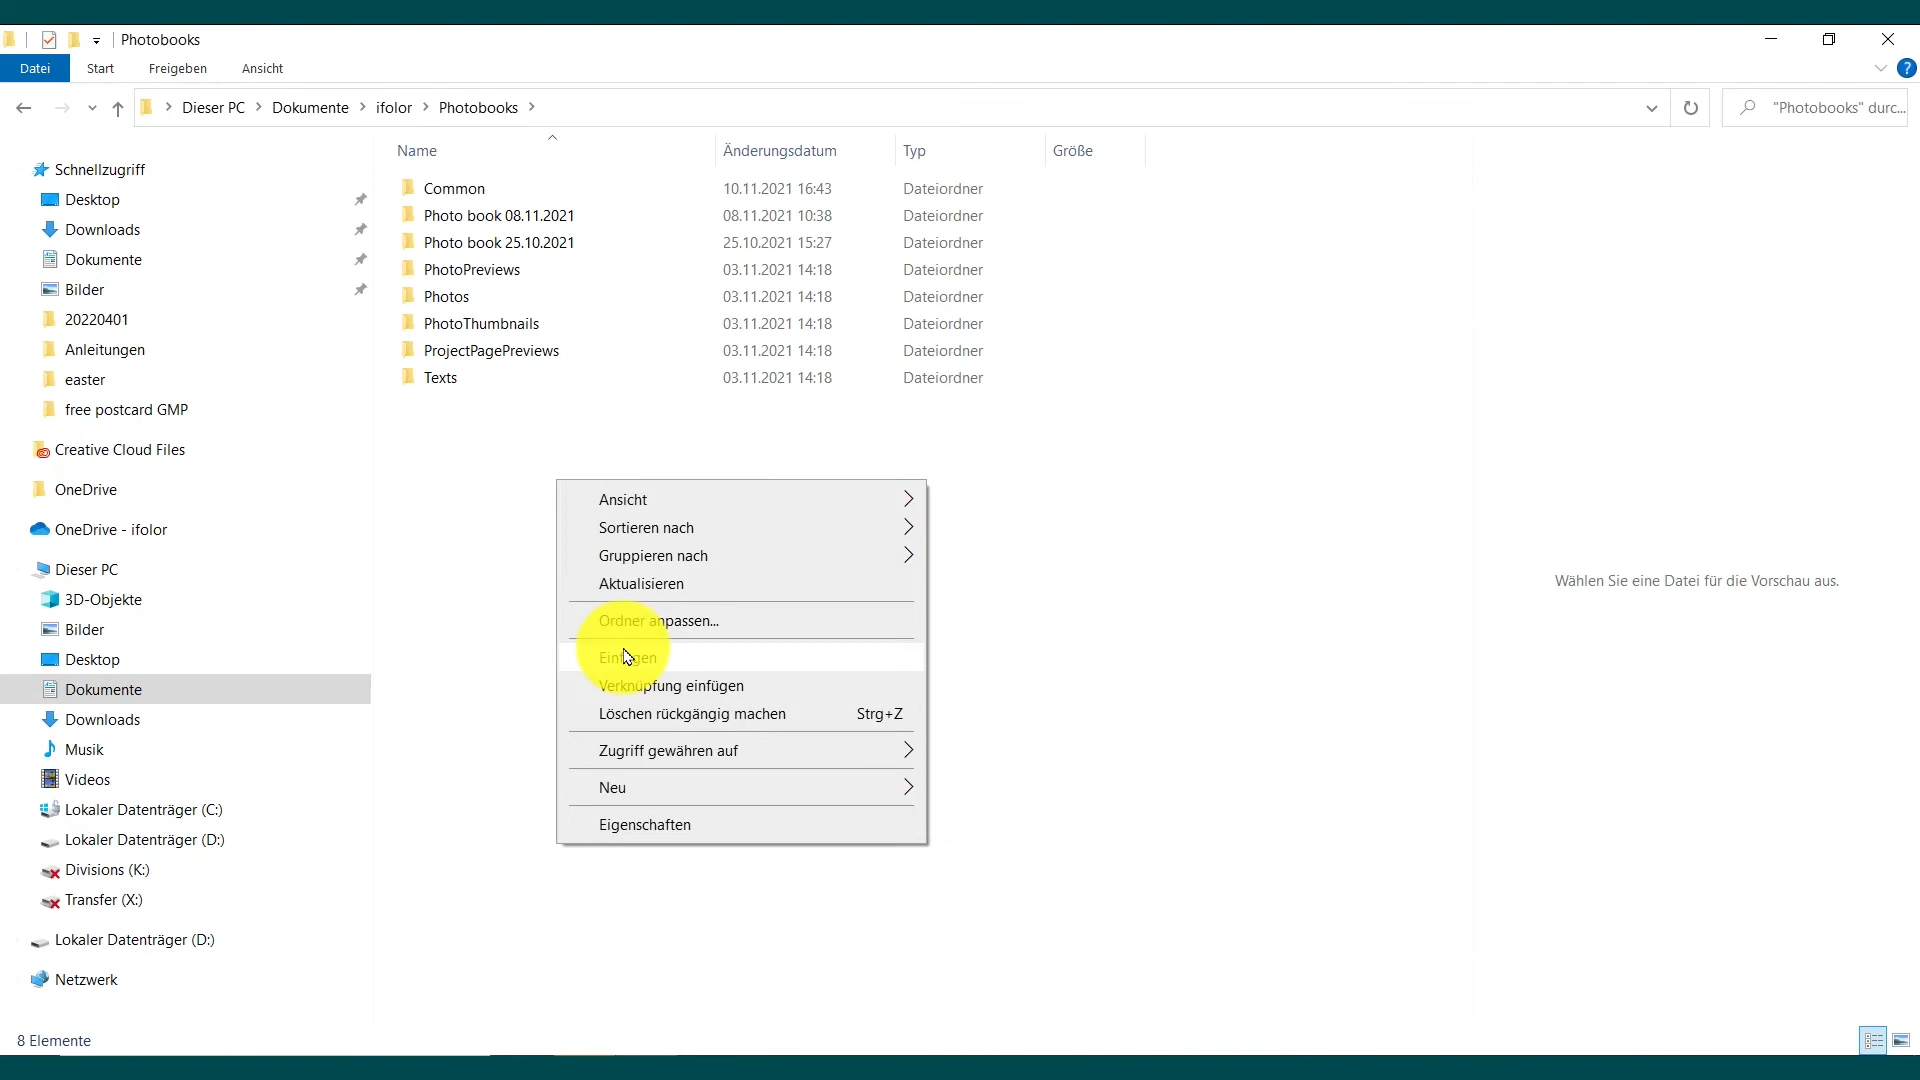 Photobooks
Datei Start Freigeben Ansicht
Dieser PC Dokumente ifolor Photobooks "Photobooks" durc...
Name Änderungsdatum Typ Größe
Schnellzugriff
Desktop
Downloads
Dokumente
Bilder
20220401
Anleitungen
easter
free postcard GMP
Creative Cloud Files
OneDrive
OneDrive - ifolor
Dieser PC
3D-Objekte
Bilder
Desktop
Dokumente
Downloads
Musik
Videos
Lokaler Datenträger (C:)
Lokaler Datenträger (D:)
Divisions (K:)
Transfer (X:)
Lokaler Datenträger (D:)
Netzwerk
Common 10.11.2021 16:43 Dateiordner
Photo book 08.11.2021 08.11.2021 10:38 Dateiordner
Photo book 25.10.2021 25.10.2021 15:27 Dateiordner
PhotoPreviews 03.11.2021 14:18 Dateiordner
Photos 03.11.2021 14:18 Dateiordner
PhotoThumbnails 03.11.2021 14:18 Dateiordner
ProjectPagePreviews 03.11.2021 14:18 Dateiordner
Texts 03.11.2021 14:18 Dateiordner
Ansicht
Sortieren nach
Gruppieren nach
Aktualisieren
Ordner anpassen...
Einfügen
Verknüpfung einfügen
Löschen rückgängig machen Strg+Z
Zugriff gewähren auf
Neu
Eigenschaften
Wählen Sie eine Datei für die Vorschau aus.
8 Elemente